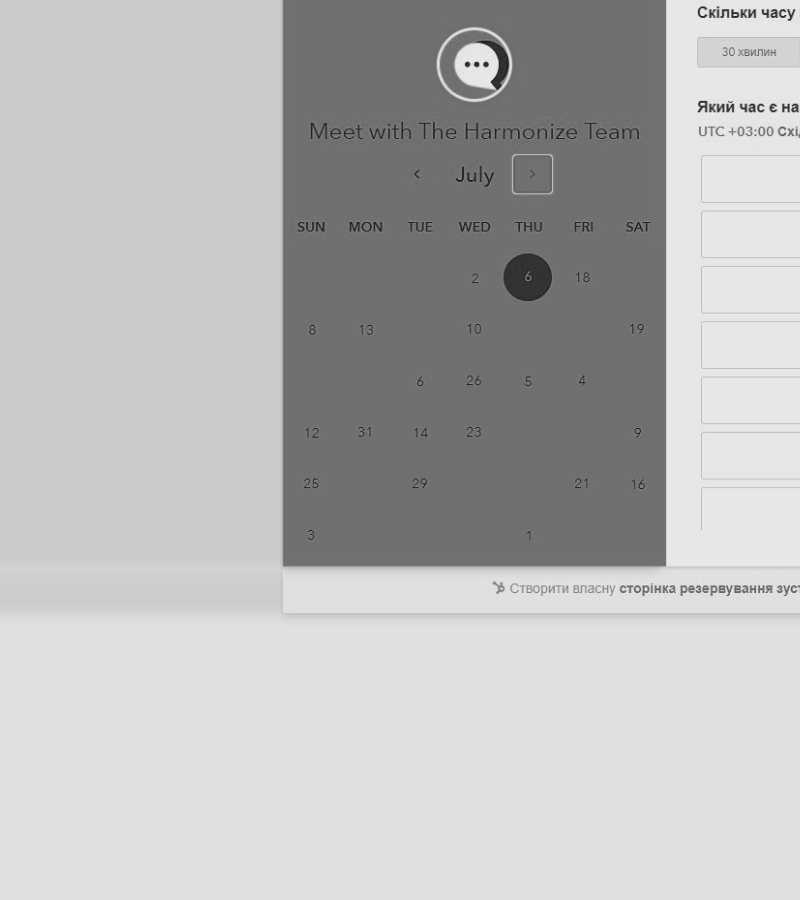 Скільки часу
30 хвилин
Meet with The Harmonize Team
Який час є на
UTC +03:00 Схі
July
SUN MON TUE WED THU FRI SAT
2 6 18
8 13 10 19
6 26 5 4
12 31 14 23 9
25 29 21 16
3 1
Створити власну сторінка резервування зуст